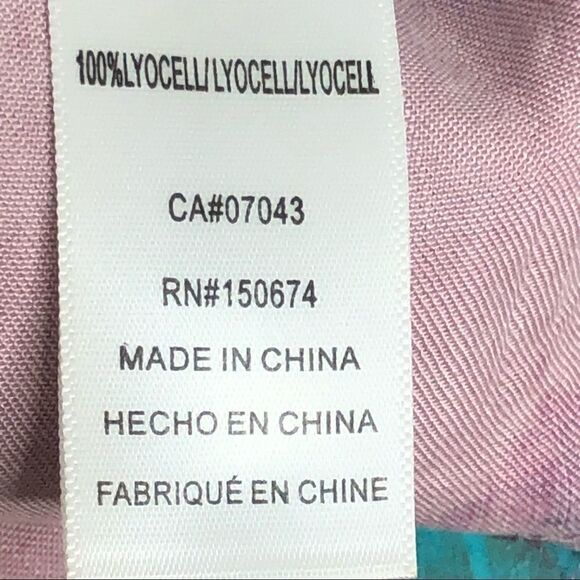 100%LYOCELL/LYOCELL/LYOCELL
CA#07043
RN#150674
MADE IN CHINA
HECHO EN CHINA
FABRIQUÉ EN CHINE